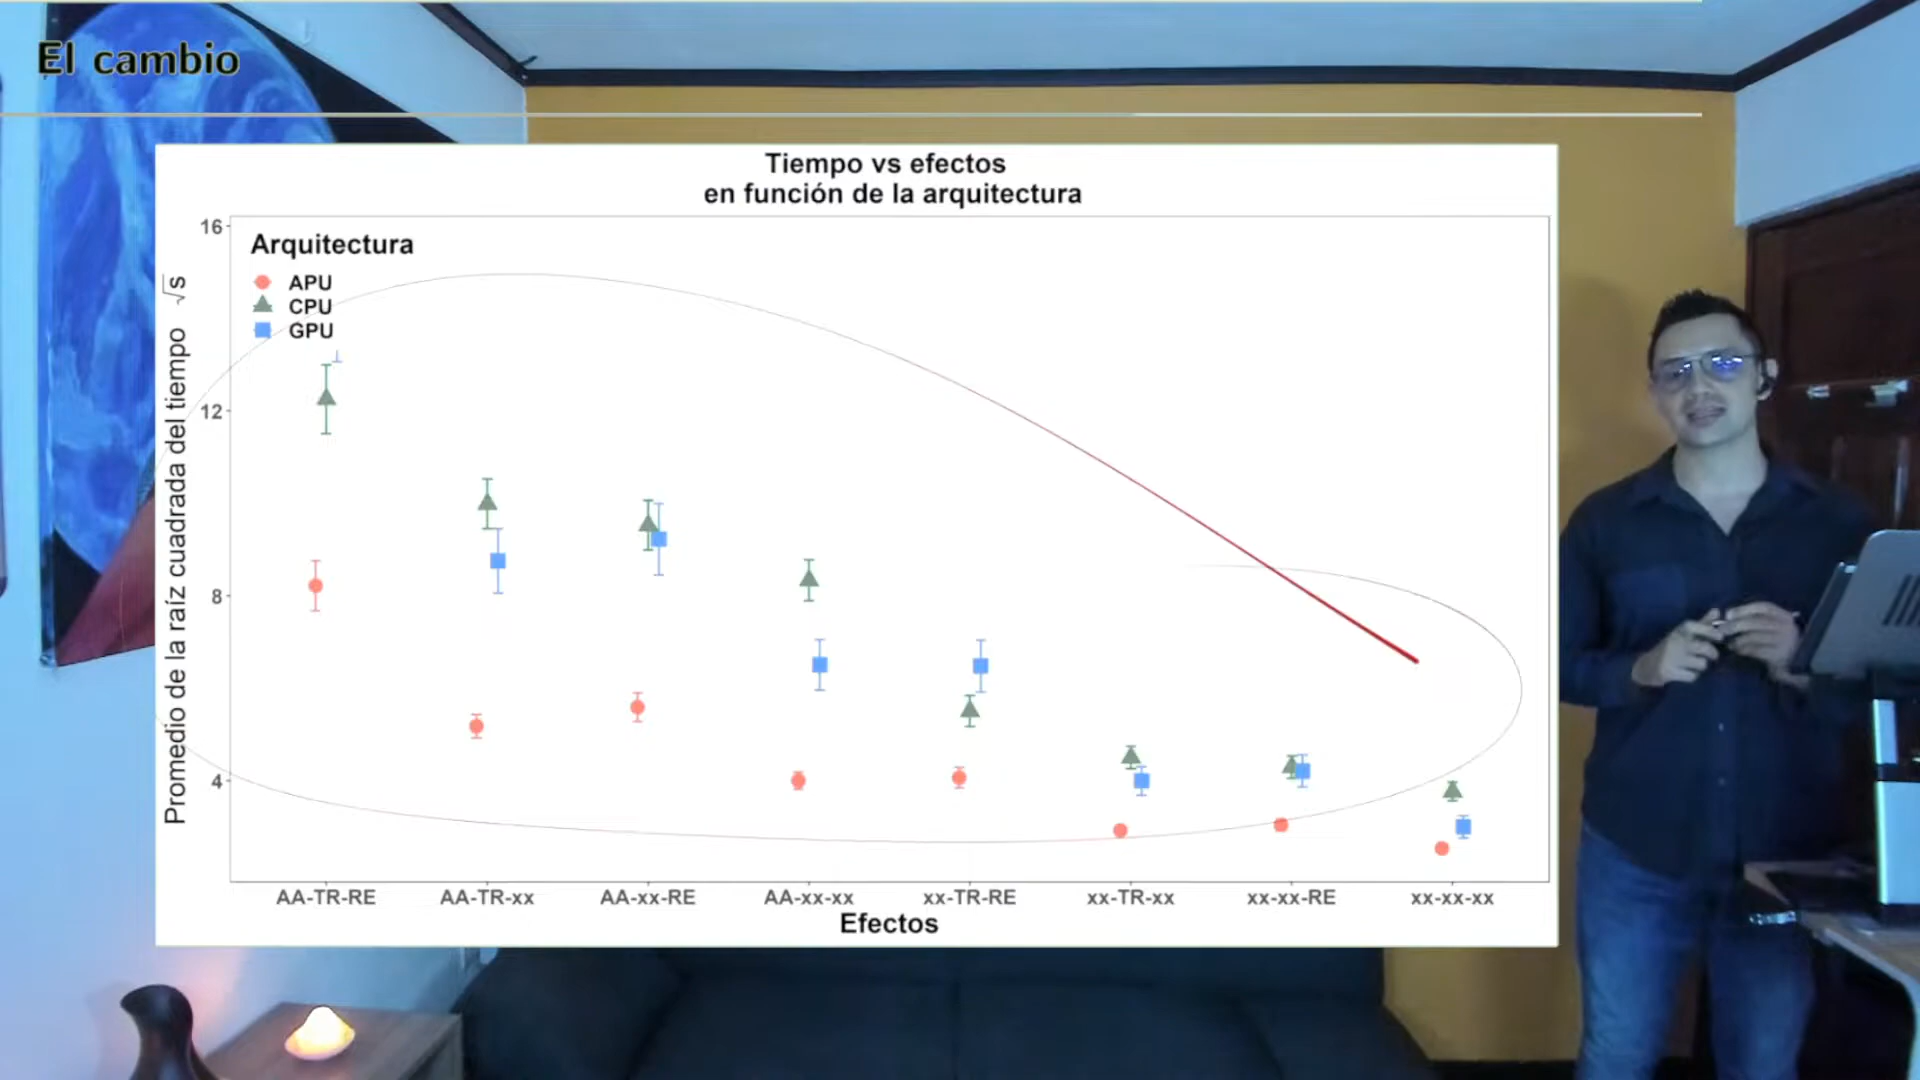 El cambio
Tiempo vs efectos
en función de la arquitectura
Promedio de la raíz cuadrada del tiempo √s
16
12
8
4
Arquitectura
APU
CPU
GPU
AA-TR-RE AA-TR-xx AA-xx-RE AA-xx-xx xx-TR-RE xx-TR-xx xx-xx-RE xx-xx-xx
Efectos